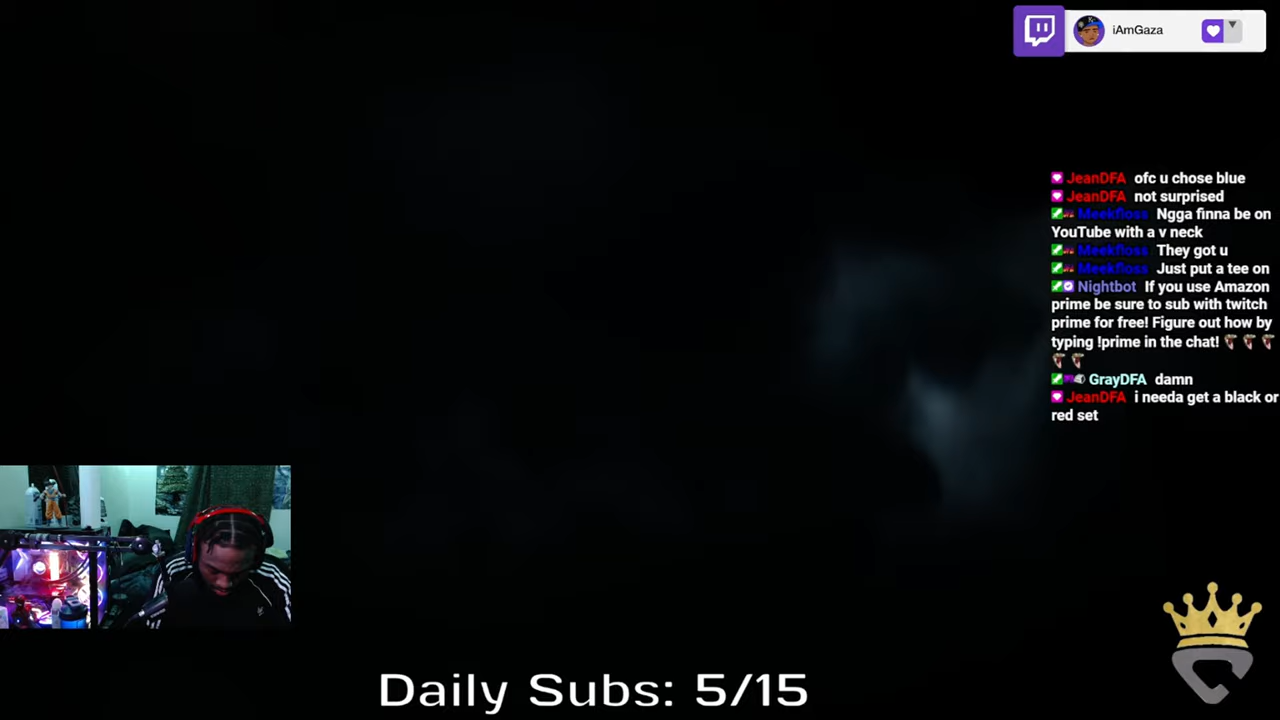 iAmGaza
JeanDFA ofc u chose blue
JeanDFA not surprised
Meekfloss Ngga finna be on
YouTube with a v neck
Meekfloss They got u
Meekfloss Just put a tee on
Nightbot If you use Amazon
prime be sure to sub with twitch
prime for free! Figure out how by
typing !prime in the chat!
GrayDFA damn
JeanDFA i needa get a black or
red set
Daily Subs: 5/15